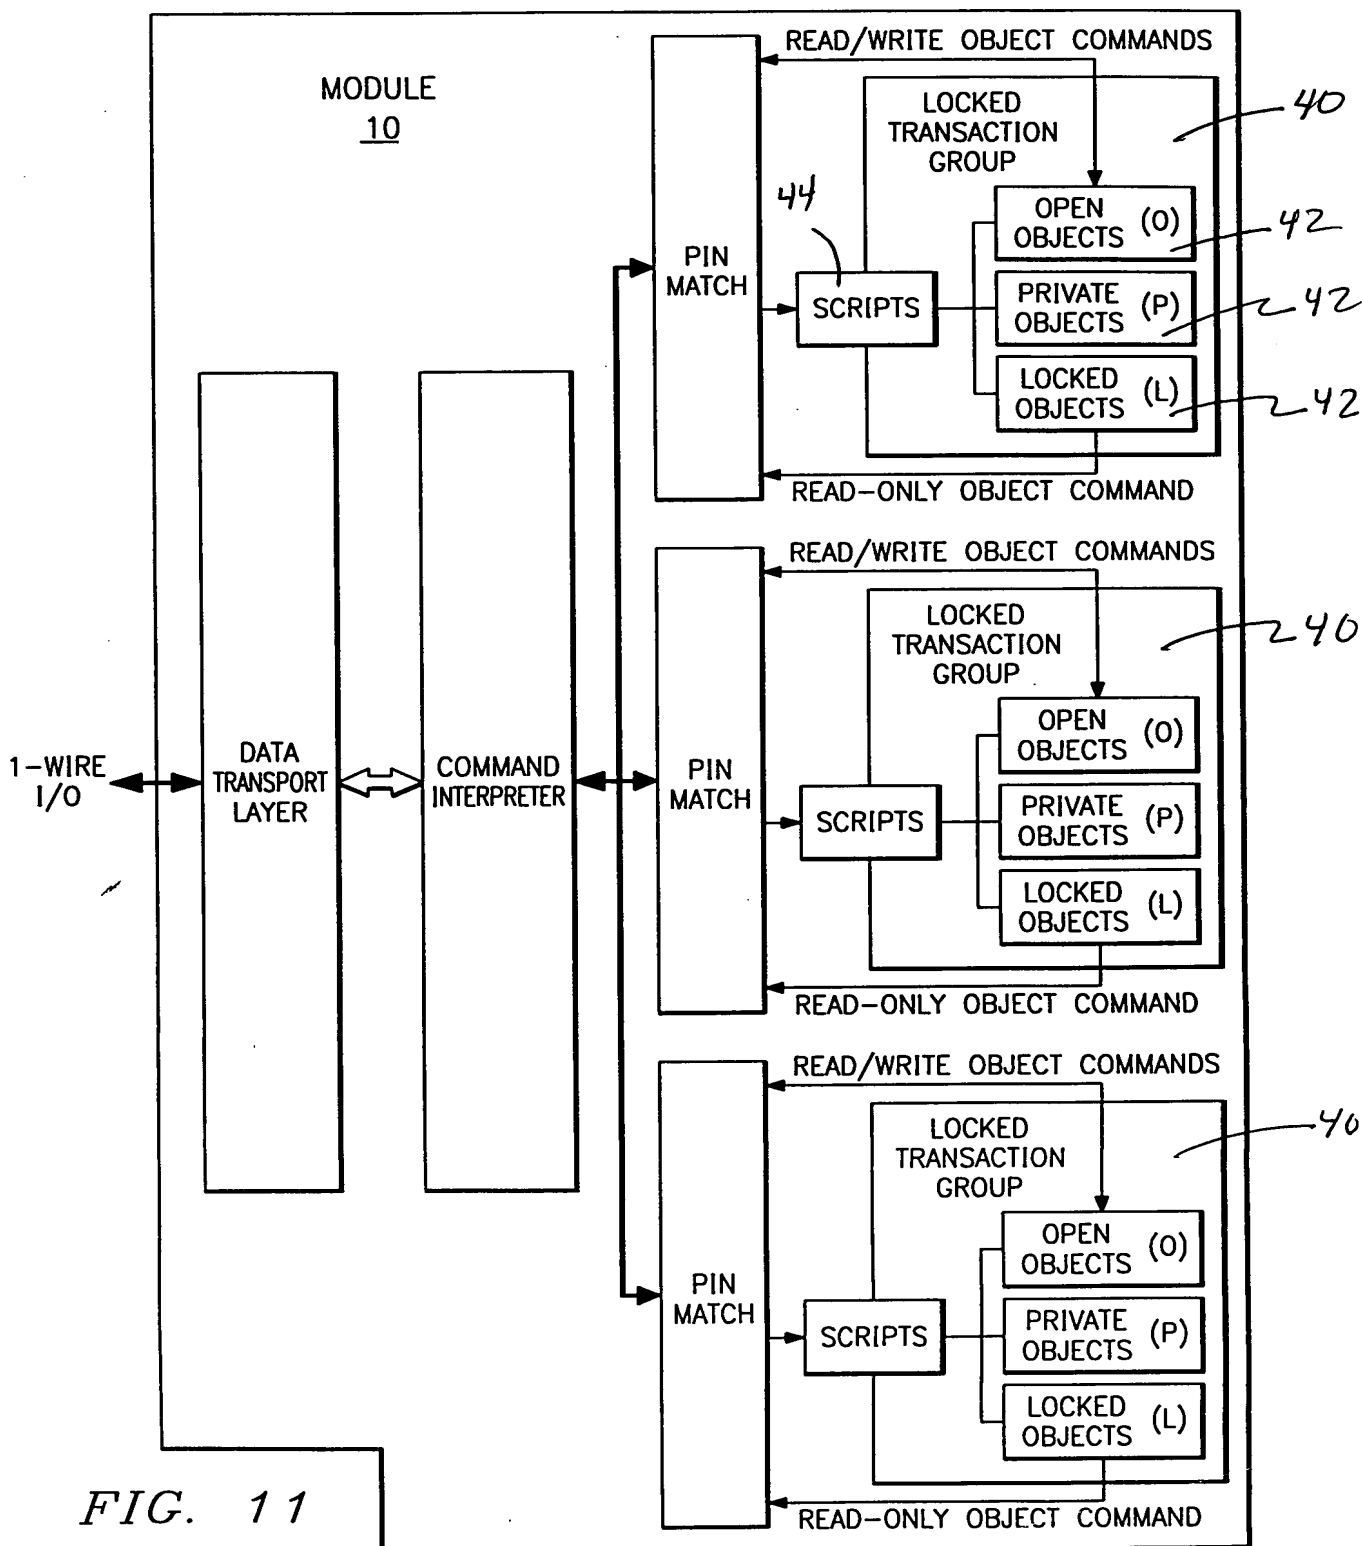 MODULE
10
1-WIRE
I/O
DATA
TRANSPORT
LAYER
COMMAND
INTERPRETER
READ/WRITE OBJECT COMMANDS
PIN
MATCH
LOCKED
TRANSACTION
GROUP
40
44
SCRIPTS
OPEN
OBJECTS (O)
42
PRIVATE
OBJECTS (P)
42
LOCKED
OBJECTS (L)
42
READ-ONLY OBJECT COMMAND
READ/WRITE OBJECT COMMANDS
PIN
MATCH
LOCKED
TRANSACTION
GROUP
40
SCRIPTS
OPEN
OBJECTS (O)
PRIVATE
OBJECTS (P)
LOCKED
OBJECTS (L)
READ-ONLY OBJECT COMMAND
READ/WRITE OBJECT COMMANDS
PIN
MATCH
LOCKED
TRANSACTION
GROUP
40
SCRIPTS
OPEN
OBJECTS (O)
PRIVATE
OBJECTS (P)
LOCKED
OBJECTS (L)
READ-ONLY OBJECT COMMAND
FIG. 11